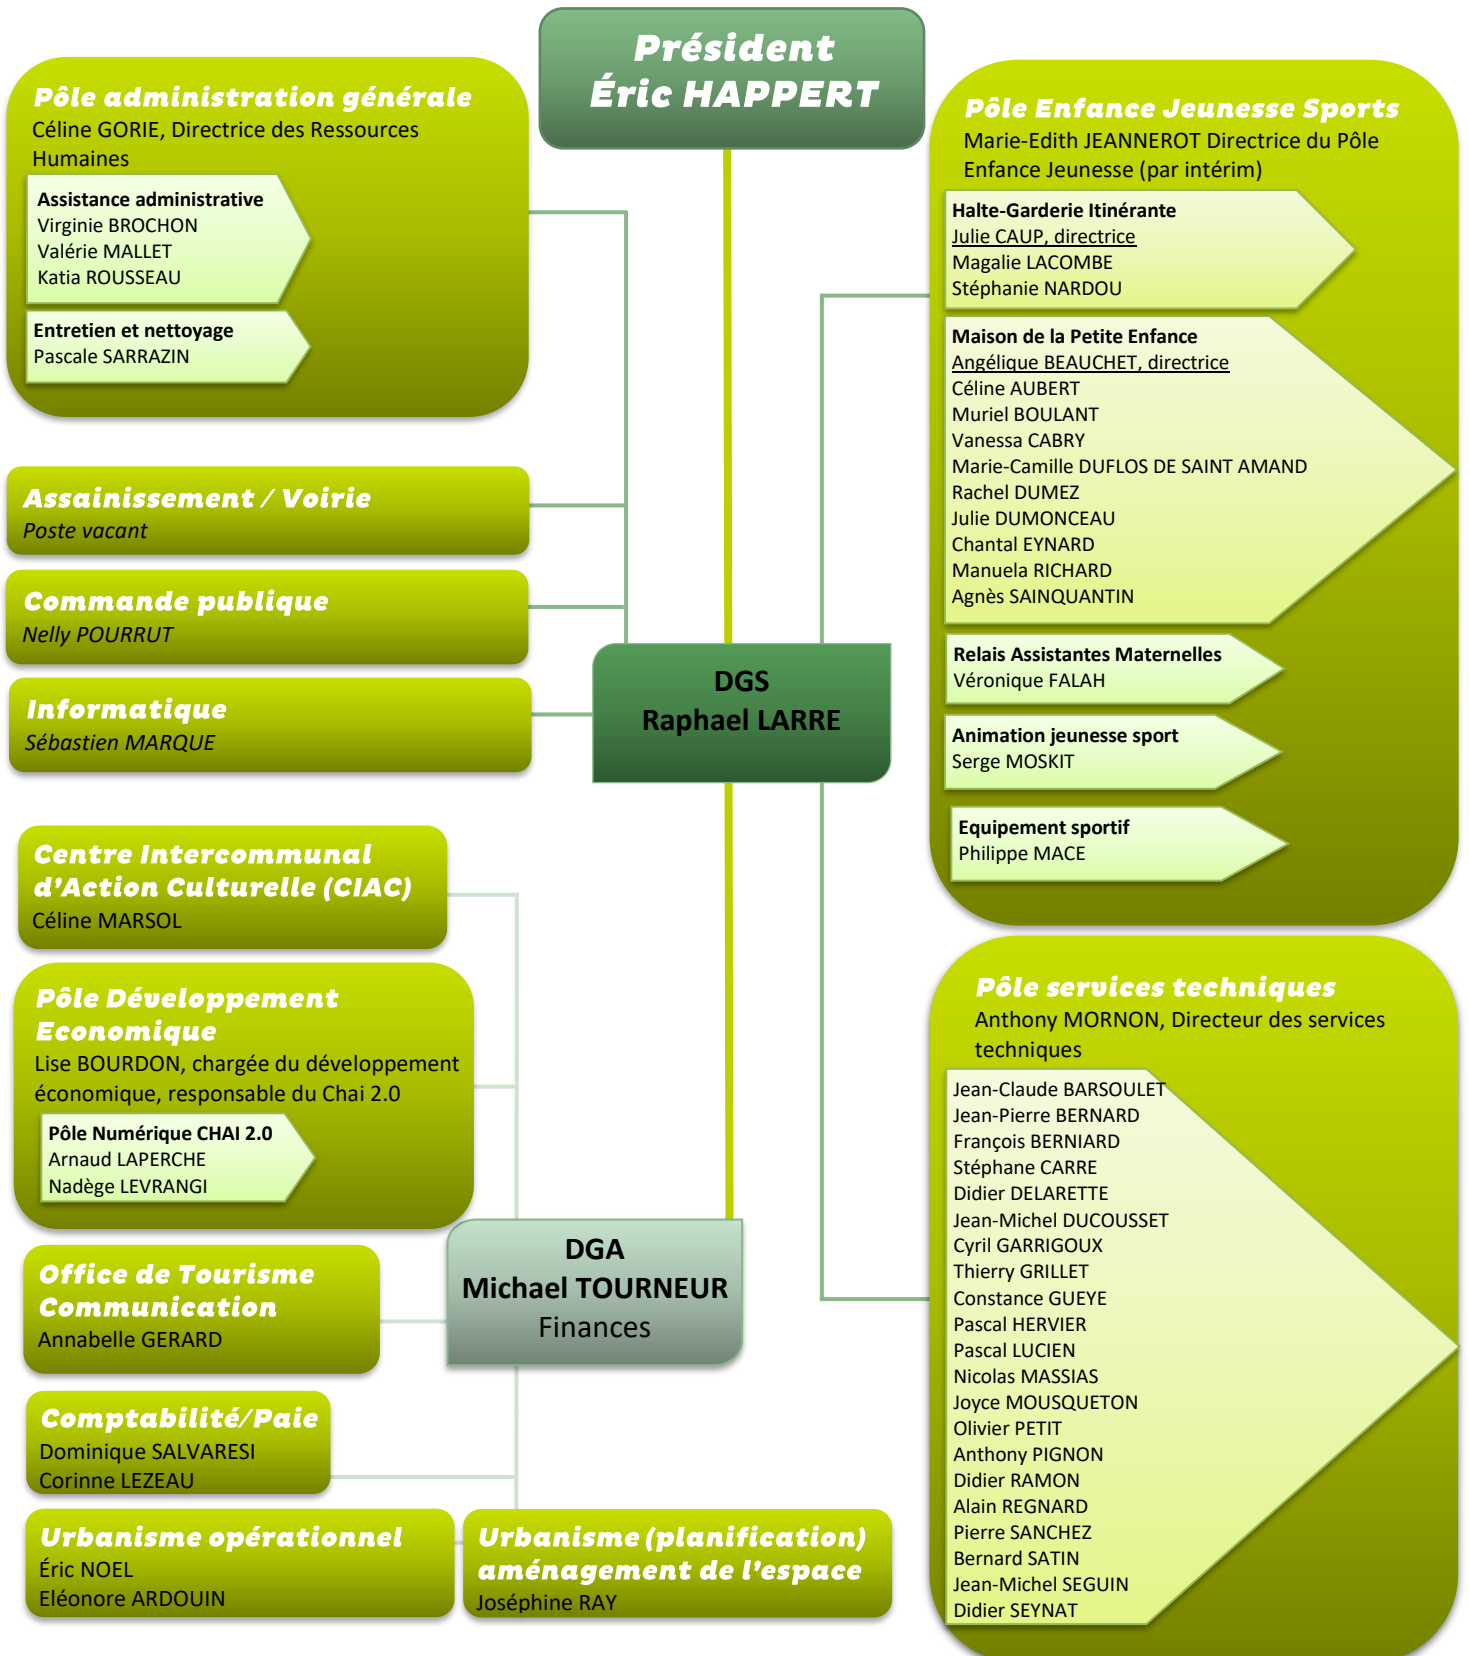 Président
Éric HAPPERT
Pôle administration générale
Céline GORIE, Directrice des Ressources
Humaines
Assistance administrative
Virginie BROCHON
Valérie MALLET
Katia ROUSSEAU
Entretien et nettoyage
Pascale SARRAZIN
Assainissement / Voirie
Poste vacant
Commande publique
Nelly POURRUT
Informatique
Sébastien MARQUE
DGS
Raphael LARRE
Pôle Enfance Jeunesse Sports
Marie-Edith JEANNEROT Directrice du Pôle
Enfance Jeunesse (par intérim)
Halte-Garderie Itinérante
Julie CAUP, directrice
Magalie LACOMBE
Stéphanie NARDOU
Maison de la Petite Enfance
Angélique BEAUCHET, directrice
Céline AUBERT
Muriel BOULANT
Vanessa CABRY
Marie-Camille DUFLOS DE SAINT AMAND
Rachel DUMEZ
Julie DUMONCEAU
Chantal EYNARD
Manuela RICHARD
Agnès SAINQUANTIN
Relais Assistantes Maternelles
Véronique FALAH
Animation jeunesse sport
Serge MOSKIT
Equipement sportif
Philippe MACE
Centre Intercommunal
d'Action Culturelle (CIAC)
Céline MARSOL
Pôle Développement
Economique
Lise BOURDON, chargée du développement
économique, responsable du Chai 2.0
Pôle Numérique CHAI 2.0
Arnaud LAPERCHE
Nadège LEVRANGI
DGA
Michael TOURNEUR
Finances
Office de Tourisme
Communication
Annabelle GERARD
Comptabilité/Paie
Dominique SALVARESI
Corinne LEZEAU
Urbanisme opérationnel
Éric NOEL
Eléonore ARDOUIN
Urbanisme (planification)
aménagement de l'espace
Joséphine RAY
Pôle services techniques
Anthony MORNON, Directeur des services
techniques
Jean-Claude BARSOULET
Jean-Pierre BERNARD
François BERNIARD
Stéphane CARRE
Didier DELARETTE
Jean-Michel DUCOUSSET
Cyril GARRIGOUX
Thierry GRILLET
Constance GUEYE
Pascal HERVIER
Pascal LUCIEN
Nicolas MASSIAS
Joyce MOUSQUETON
Olivier PETIT
Anthony PIGNON
Didier RAMON
Alain REGNARD
Pierre SANCHEZ
Bernard SATIN
Jean-Michel SEGUIN
Didier SEYNAT